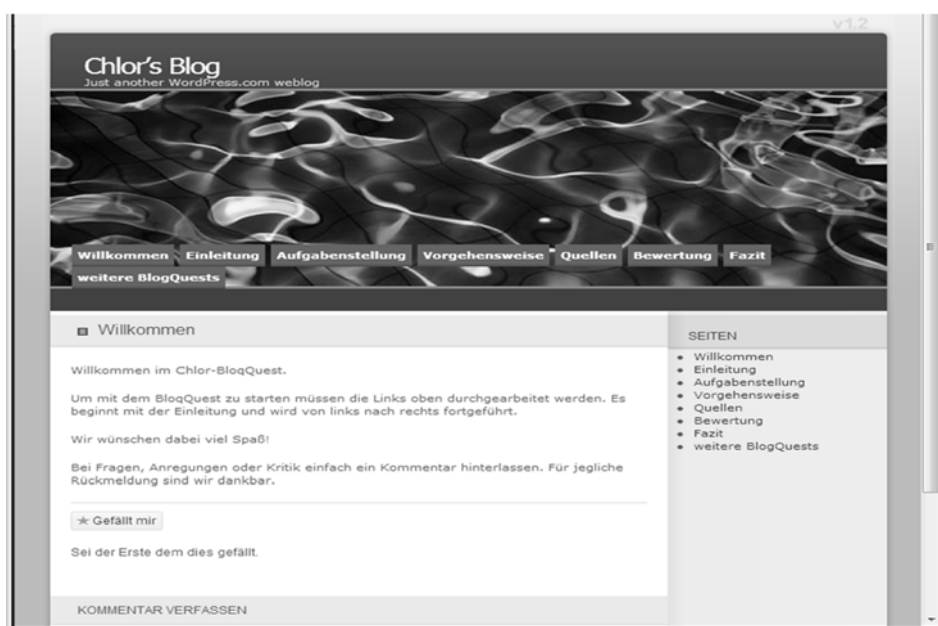 v1.2
Chlor's Blog
Just another WordPress.com weblog
Willkommen Einleitung Aufgabenstellung Vorgehensweise Quellen Bewertung Fazit
weitere BlogQuests
Willkommen
Willkommen im Chlor-BlogQuest.
Um mit dem BlogQuest zu starten müssen die Links oben durchgearbeitet werden. Es
beginnt mit der Einleitung und wird von links nach rechts fortgeführt.
Wir wünschen dabei viel Spaß!
Bei Fragen, Anregungen oder Kritik einfach ein Kommentar hinterlassen. Für jegliche
Rückmeldung sind wir dankbar.
Gefällt mir
Sei der Erste dem dies gefällt.
KOMMENTAR VERFASSEN
SEITEN
Willkommen
Einleitung
Aufgabenstellung
Vorgehensweise
Quellen
Bewertung
Fazit
weitere BlogQuests